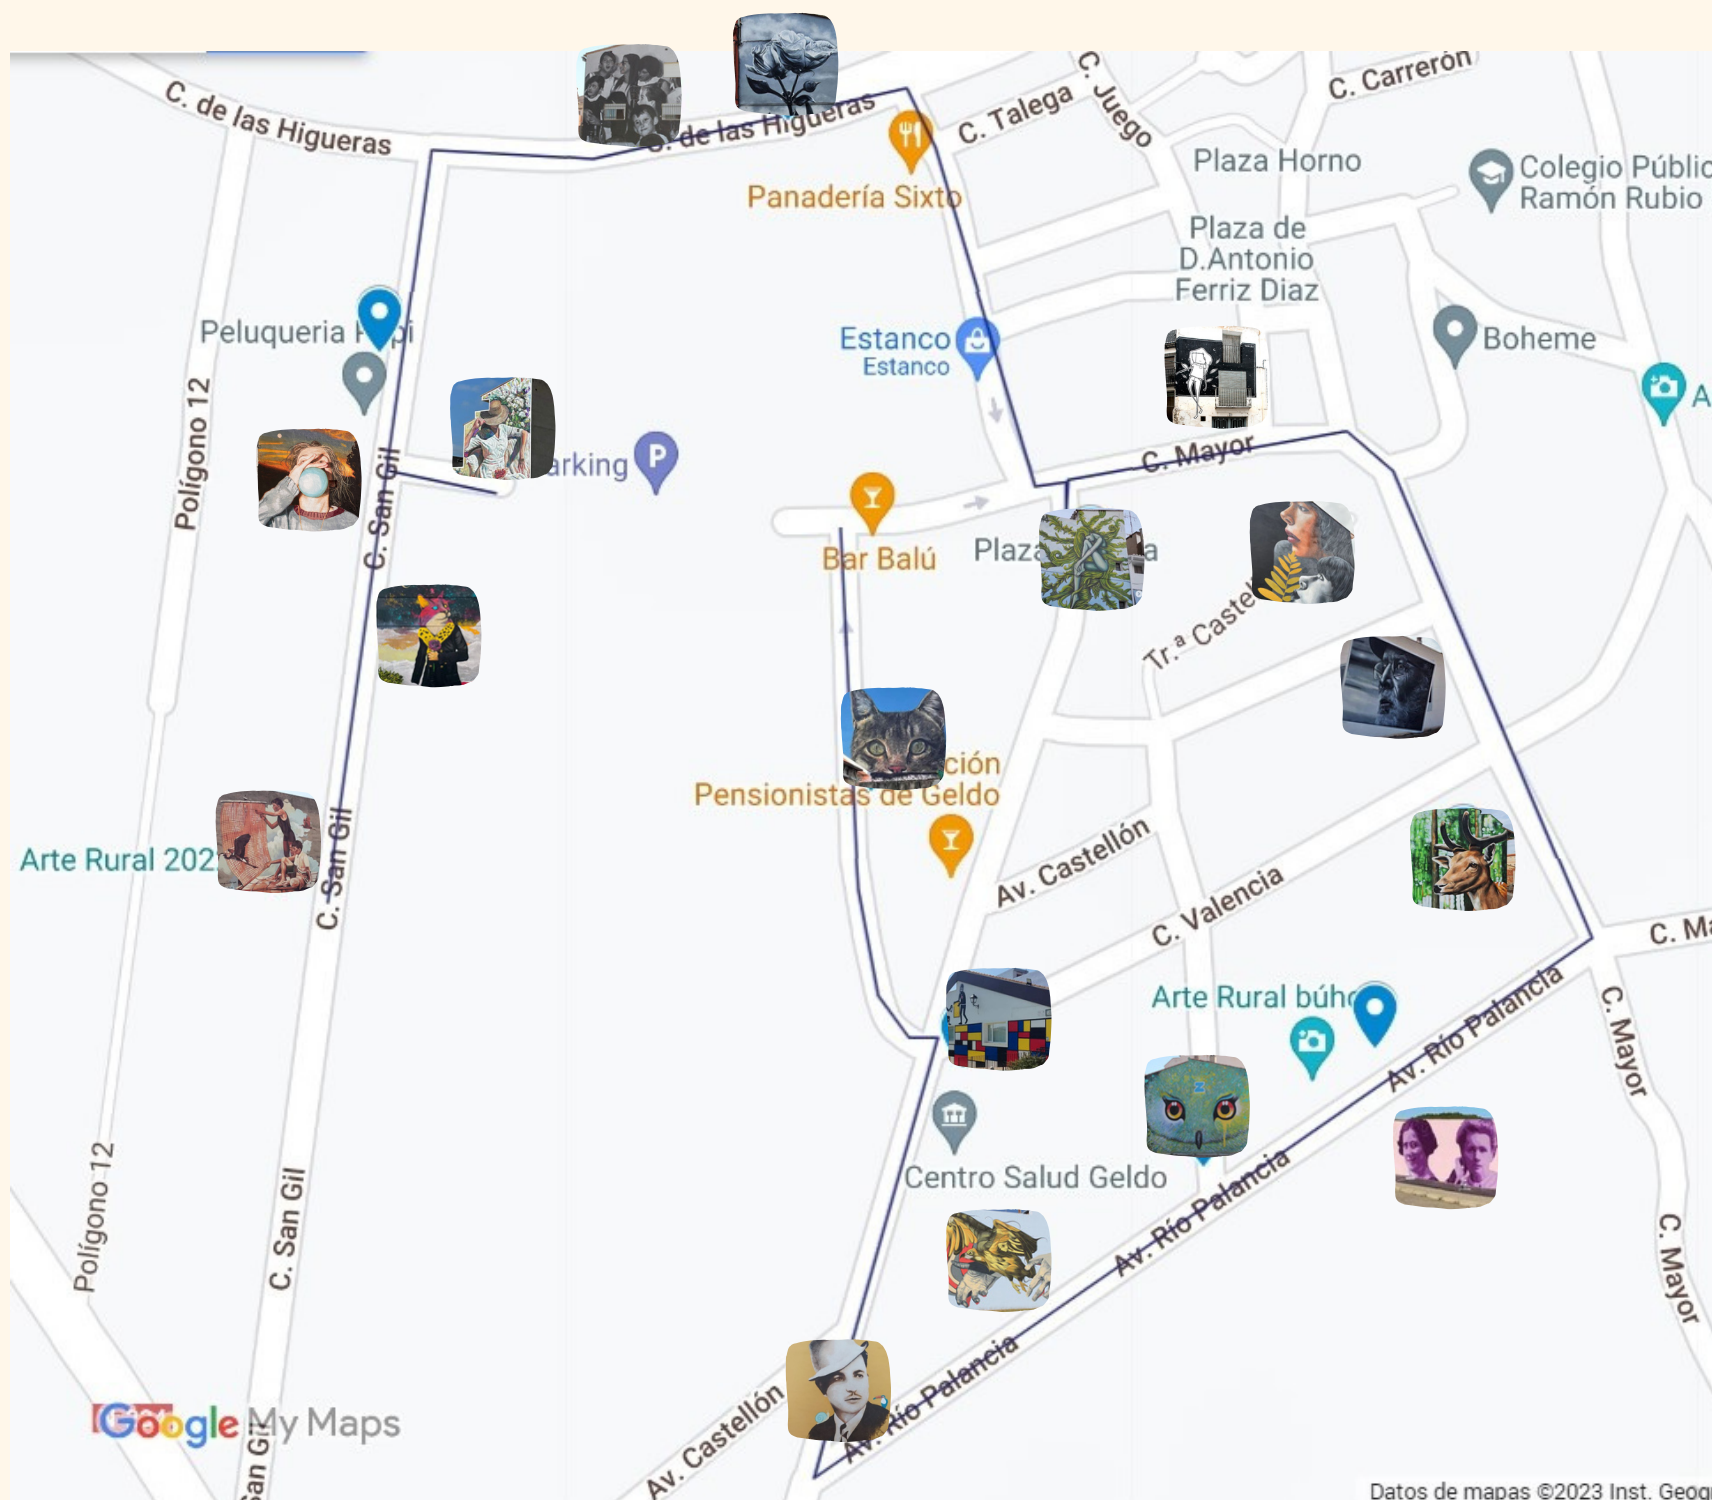 C. de las Higueras
de las Higueras
C. Talega
C. Juego
C. Carrerón
Panadería Sixto
Plaza Horno
Colegio Públic
Ramón Rubio
Plaza de
D.Antonio
Ferriz Diaz
Peluqueria
Estanco
Estanco
Boheme
A
Polígono 12
C. San Gil
arking
P
C. Mayor
Bar Balú
Plaza
a
Tr.ª Castel
ción
Pensionistas de Geldo
Arte Rural 202
C. San Gil
Av. Castellón
C. Valencia
C. Ma
Arte Rural búho
Av. Río Palancia
C. Mayor
Centro Salud Geldo
Av. Río Palancia
Polígono 12
C. San Gil
C. Mayor
Av. Río Palancia
Av. Castellón
Google My Maps
San Gil
Datos de mapas ©2023 Inst. Geogr